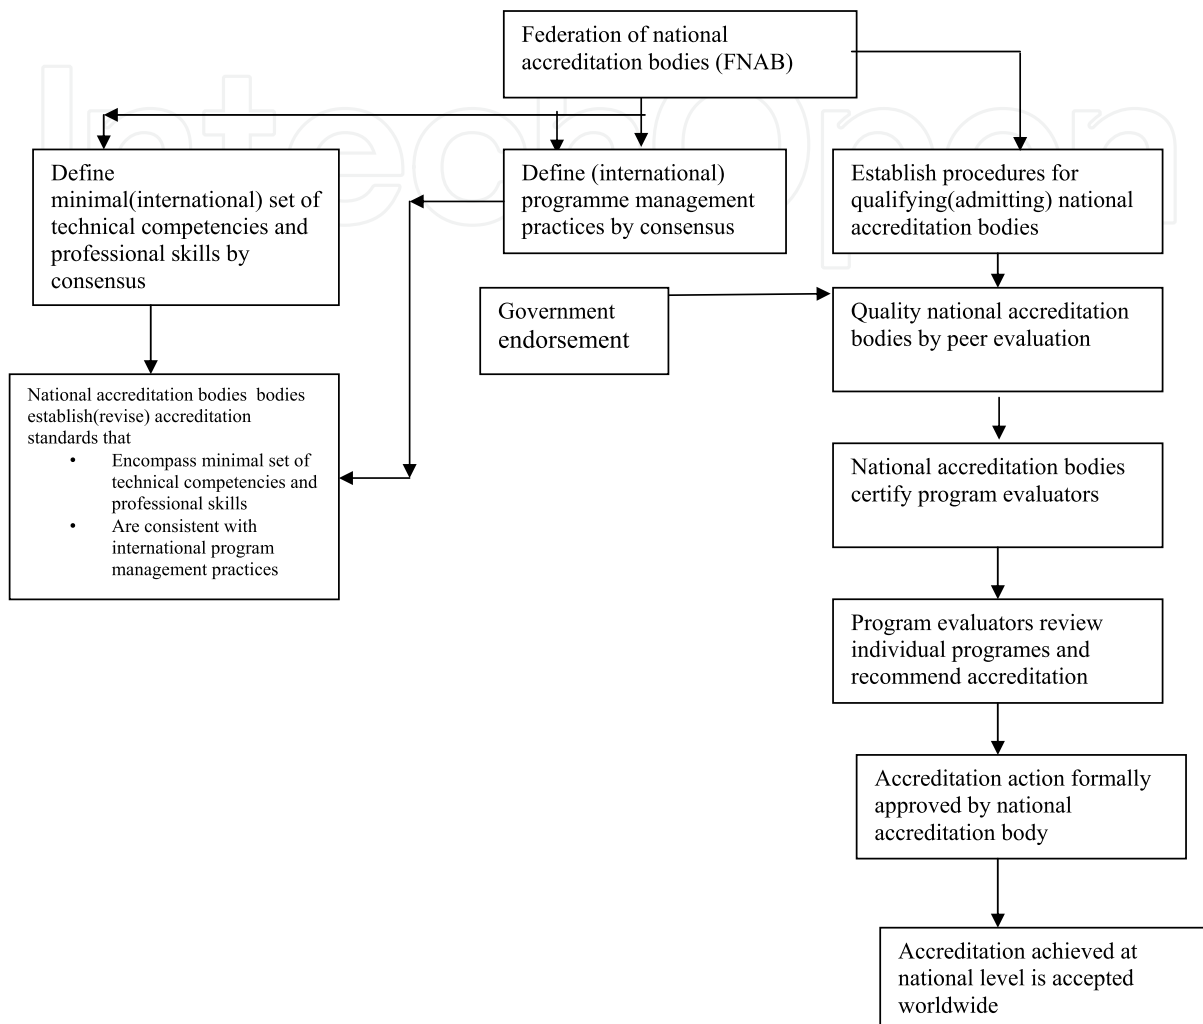 Federation of national
accreditation bodies (FNAB)
Define
minimal(international) set of
technical competencies and
professional skills by
consensus
Define (international)
programme management
practices by consensus
Establish procedures for
qualifying(admitting) national
accreditation bodies
Government
endorsement
Quality national accreditation
bodies by peer evaluation
National accreditation bodies bodies
establish(revise) accreditation
standards that
• Encompass minimal set of
technical competencies and
professional skills
• Are consistent with
international program
management practices
National accreditation bodies
certify program evaluators
Program evaluators review
individual programes and
recommend accreditation
Accreditation action formally
approved by national
accreditation body
Accreditation achieved at
national level is accepted
worldwide
IntechOpen